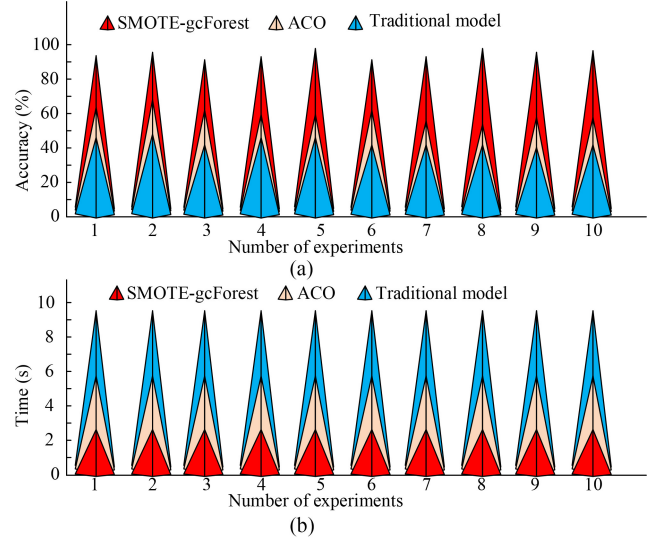 SMOTE-gcForest ACO Traditional model
100
80
60
40
20
0
Accuracy (%)
1 2 3 4 5 6 7 8 9 10
Number of experiments
(a)
SMOTE-gcForest ACO Traditional model
10
8
6
4
2
0
Time (s)
1 2 3 4 5 6 7 8 9 10
Number of experiments
(b)